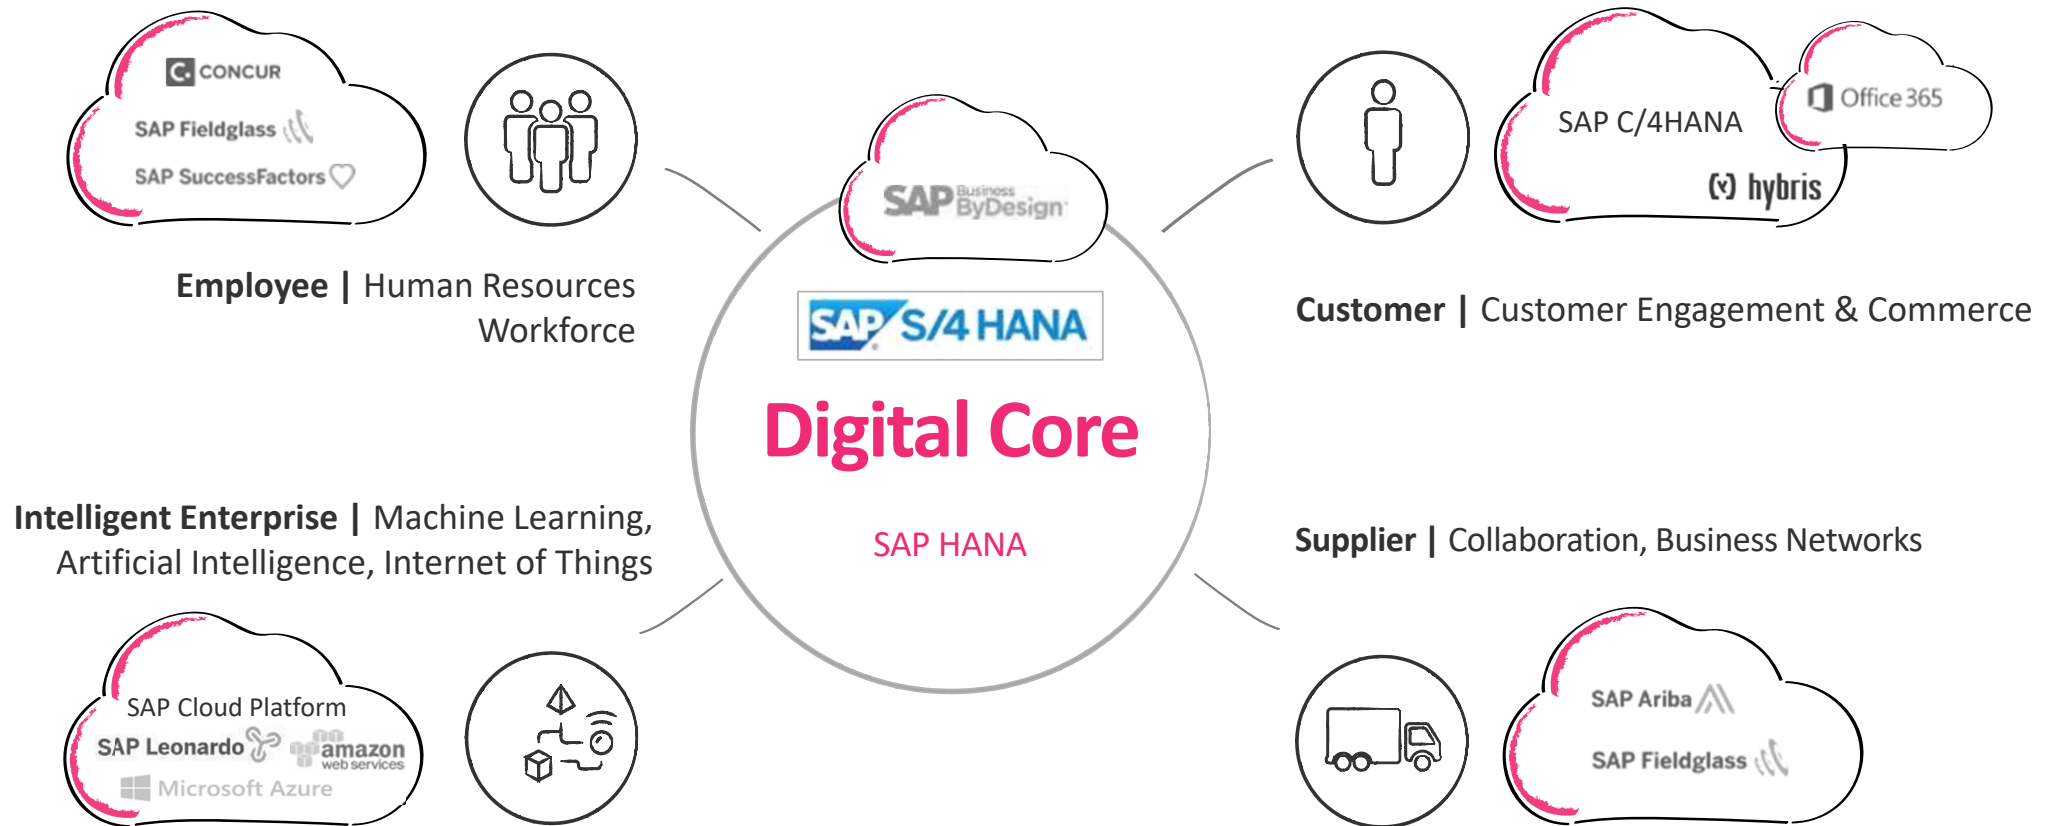 C. CONCUR
SAP Fieldglass
SAP SuccessFactors
Employee | Human Resources
Workforce
SAP Business
ByDesign
SAP S/4 HANA
Digital Core
SAP HANA
SAP C/4HANA
Office 365
(y) hybris
Customer | Customer Engagement & Commerce
Intelligent Enterprise | Machine Learning,
Artificial Intelligence, Internet of Things
SAP Cloud Platform
SAP Leonardo
amazon
web services
Microsoft Azure
Supplier | Collaboration, Business Networks
SAP Ariba
SAP Fieldglass